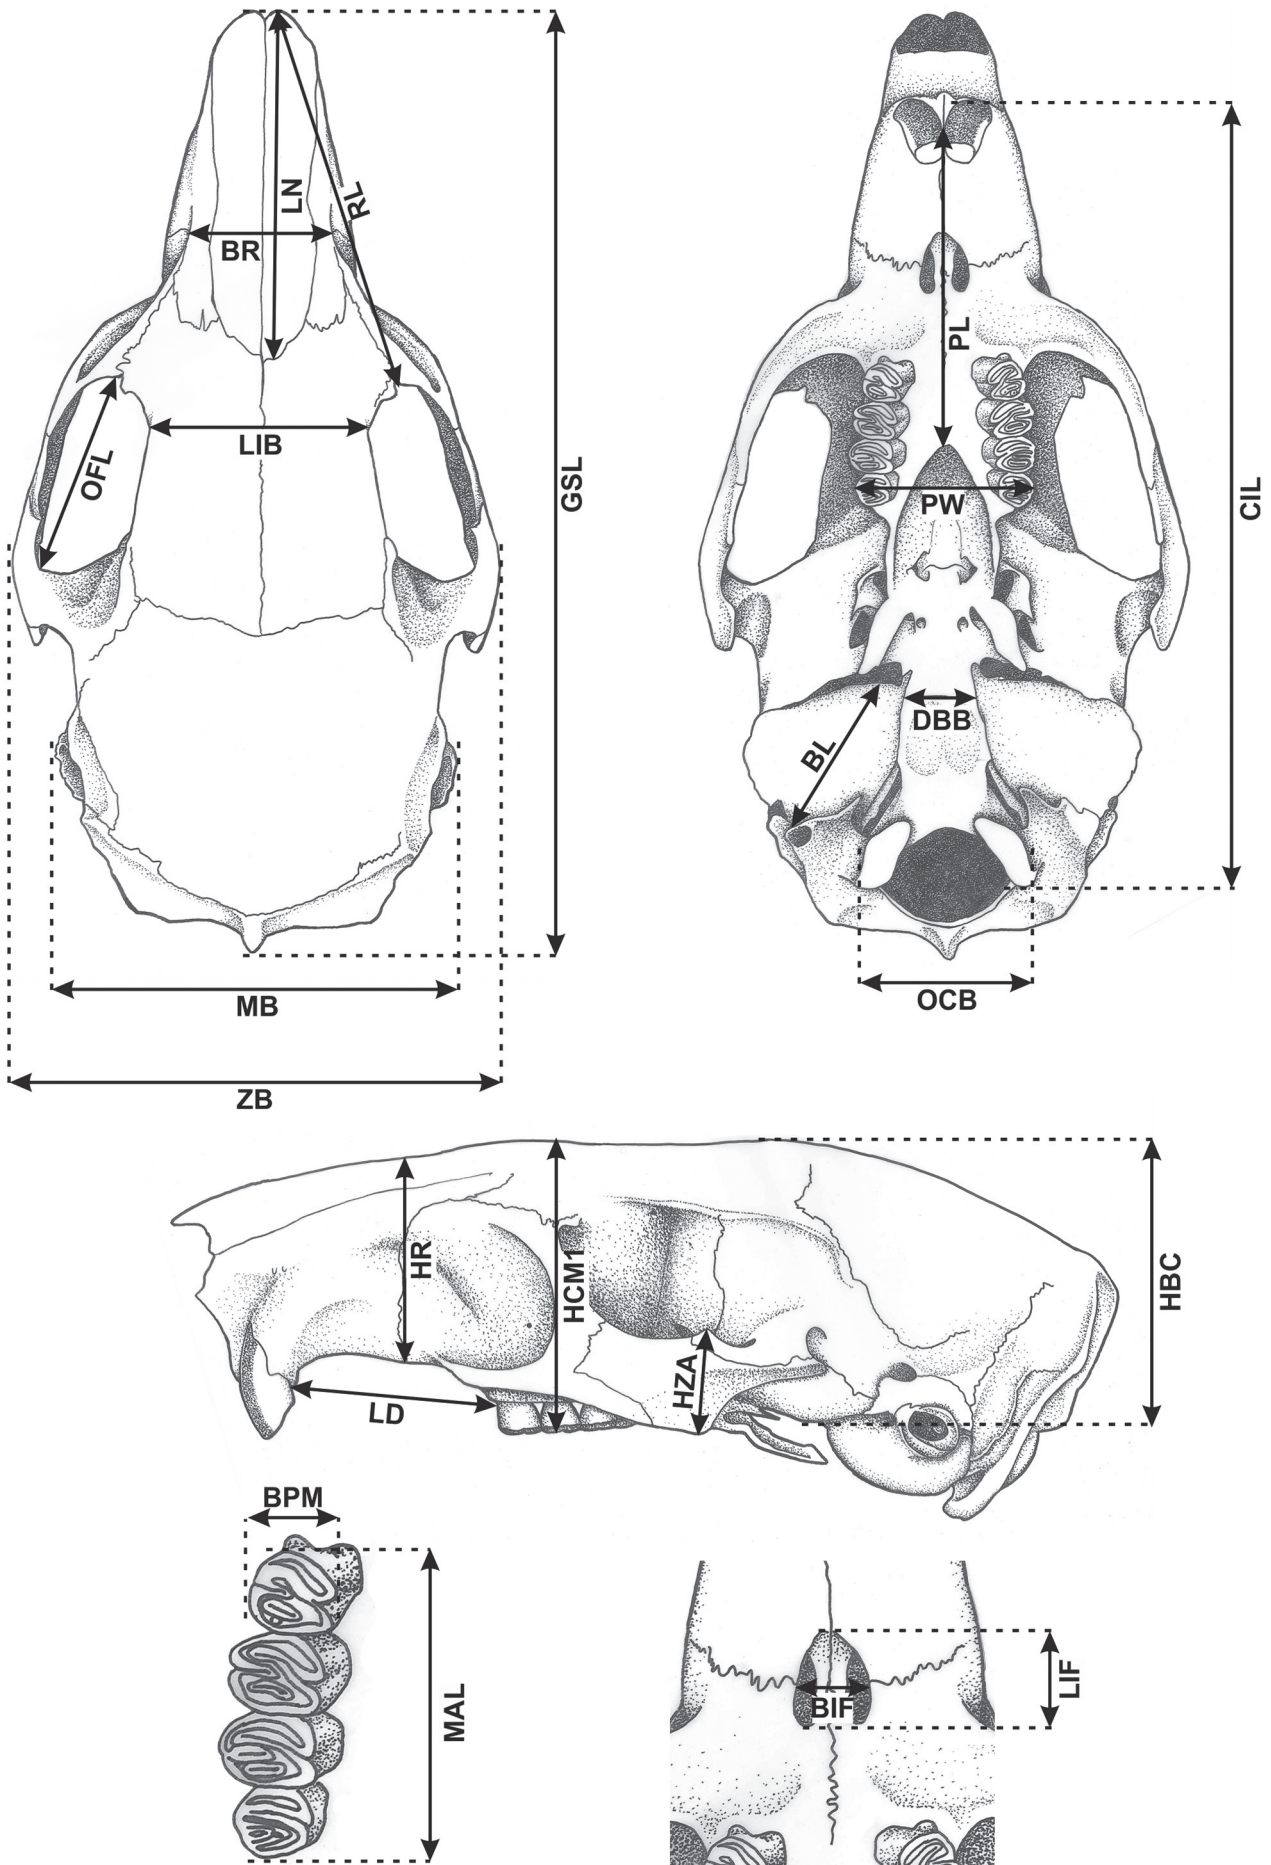 LN
RL
BR
LIB
OFL
GSL
MB
ZB
PL
PW
CIL
DBB
BL
OCB
HR
HCM1
HBC
HZA
LD
BPM
MAL
LIF
BIF